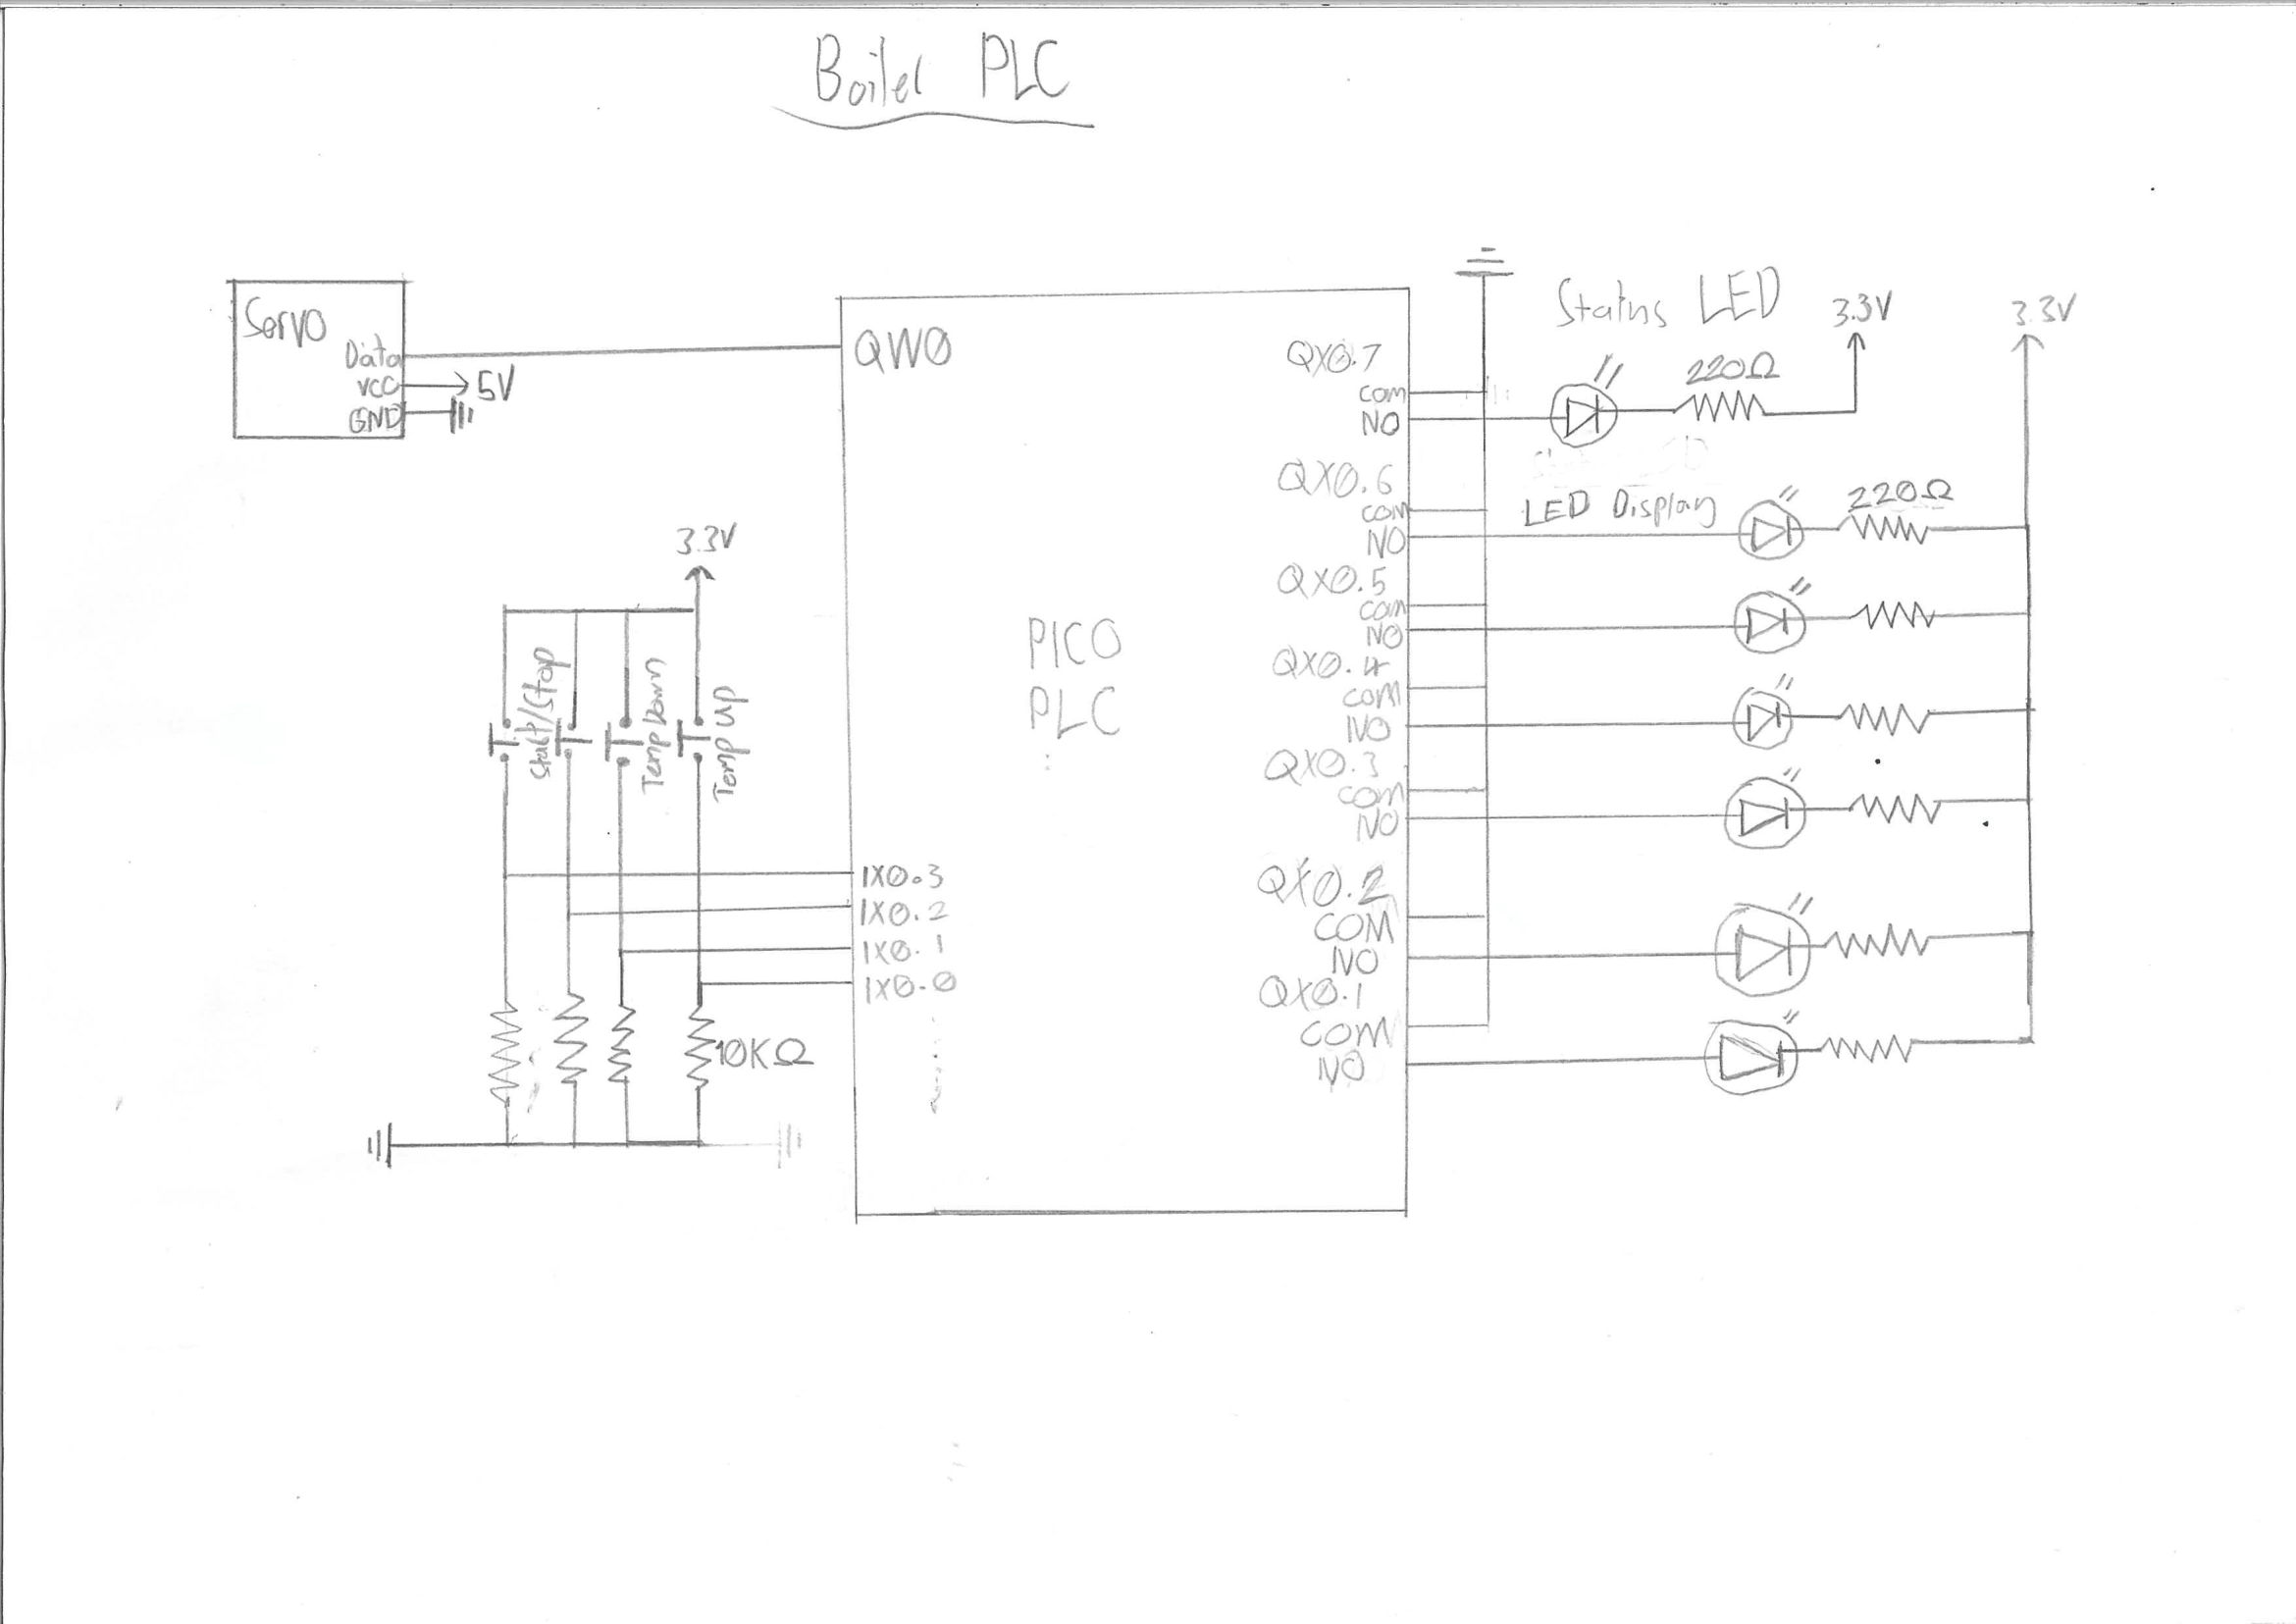 Boiler PLC
Servo
Data
VCC
GND
5V
QW0
3.3V
Start/Stop
Temp Down
Temp Up
IX0.3
IX0.2
IX0.1
IX0.0
10KΩ
PICO
PLC
QX0.7
COM
NO
QX0.6
COM
NO
QX0.5
COM
NO
QX0.4
COM
NO
QX0.3
COM
NO
QX0.2
COM
NO
QX0.1
COM
NO
Status LED
220Ω
3.3V
3.3V
LED Display
220Ω